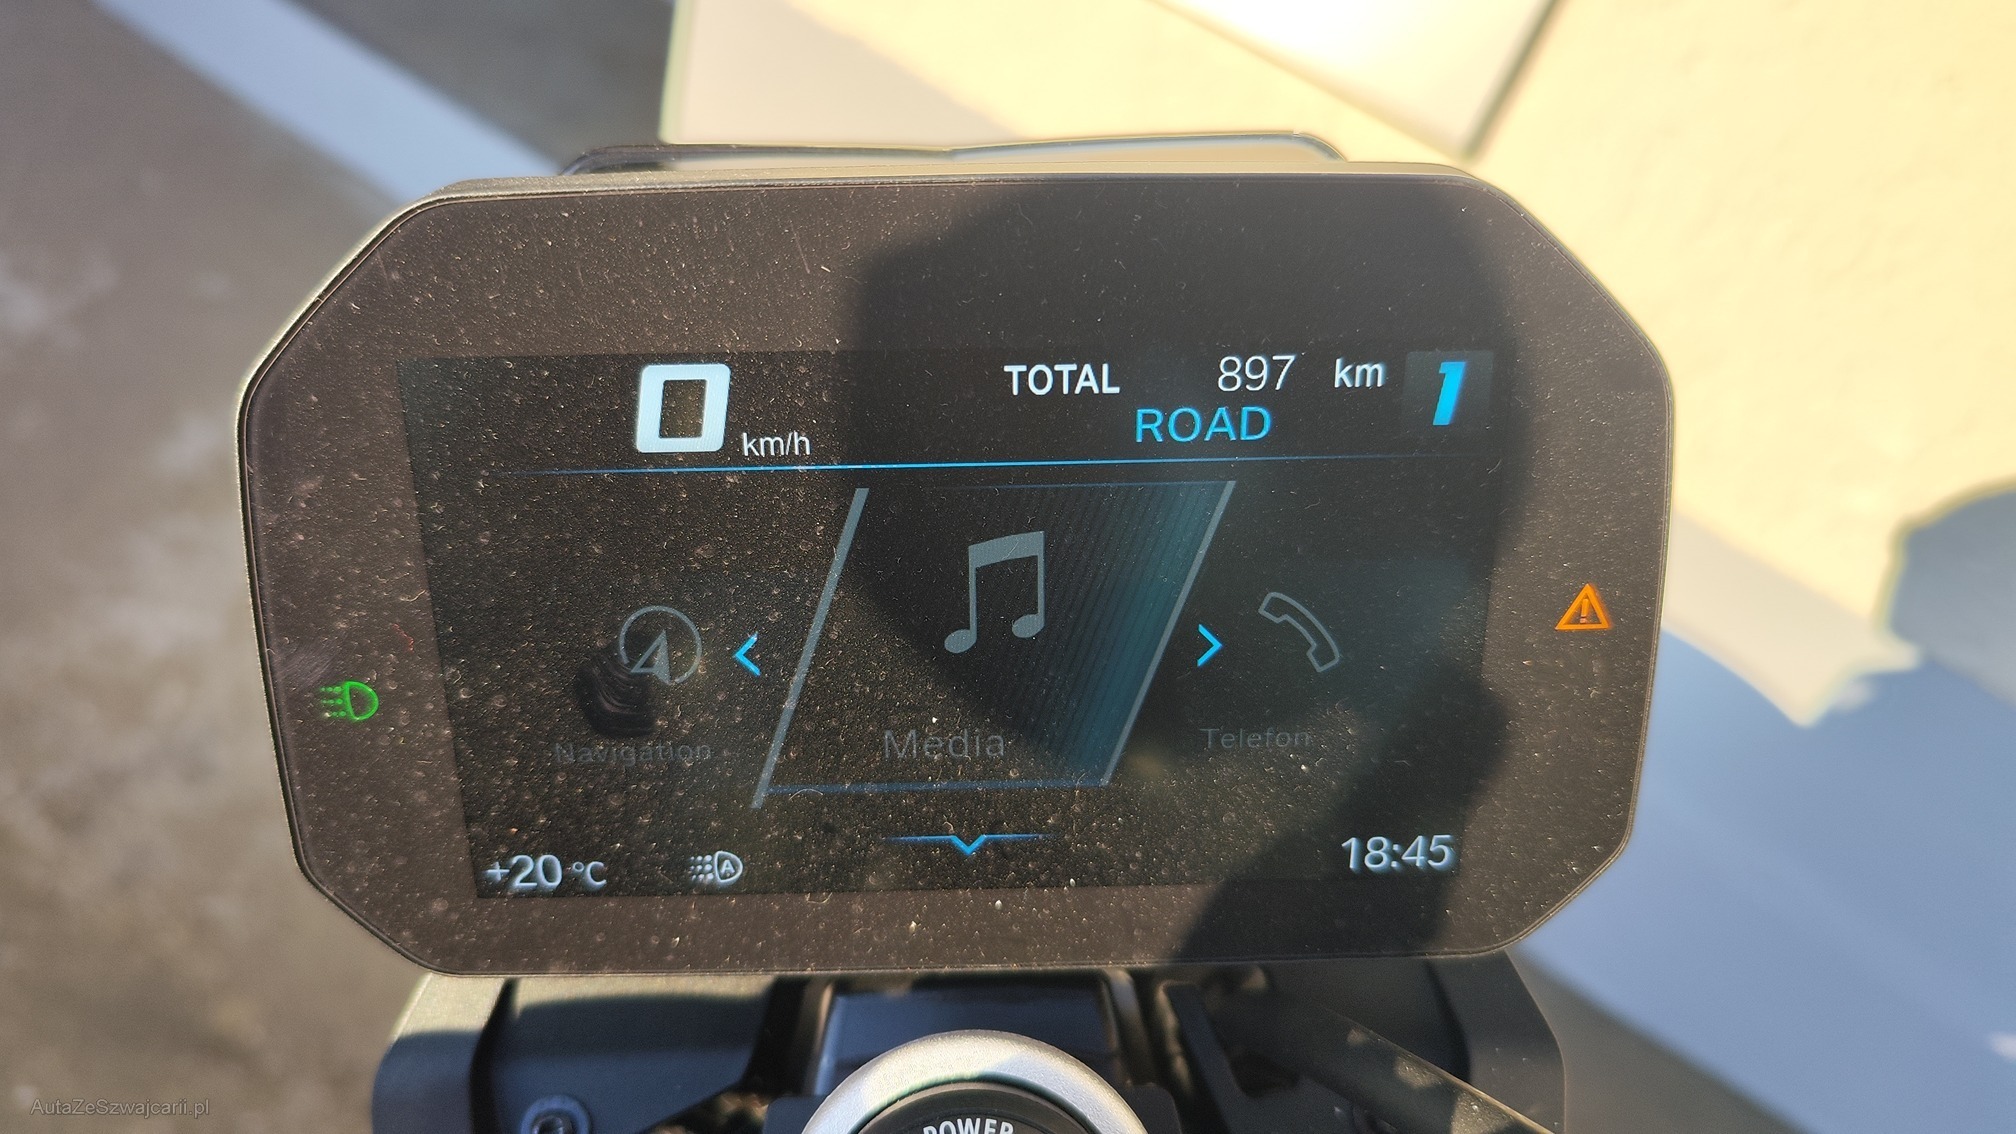 0 km/h
TOTAL 897 km 1
ROAD
Navigation
Media
Telefon
+20 °C
A
18:45
POWER
AutaZeSzwajcarii.pl